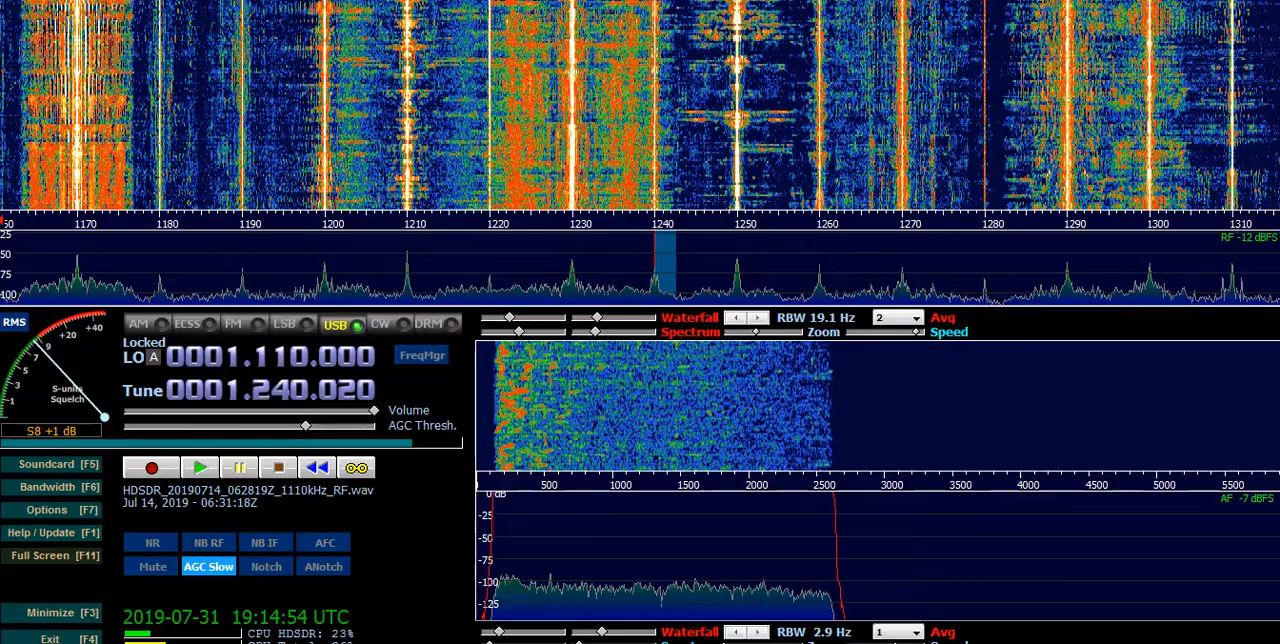 50 1170 1180 1190 1200 1210 1220 1230 1240 1250 1260 1270 1280 1290 1300 1310
25
RF -12 dBFS
50
75
100
RMS
+20 +40
9
7
5
3
1
S-units
Squelch
S8 +1 dB
AM ECSS FM LSB USB CW DRM
Locked
LO A 0001.110.000
FreqMgr
Tune 0001.240.020
Volume
AGC Thresh.
Waterfall RBW 19.1 Hz 2 Avg
Spectrum Zoom Speed
Soundcard [F5]
Bandwidth [F6]
Options [F7]
Help / Update [F1]
Full Screen [F11]
HDSDR_20190714_062819Z_1110kHz_RF.wav
Jul 14, 2019 - 06:31:18Z
NR NB RF NB IF AFC
Mute AGC Slow Notch ANotch
500 1000 1500 2000 2500 3000 3500 4000 4500 5000 5500
0 dB
AF -7 dBFS
-25
-50
-75
-100
-125
Minimize [F3]
Exit [F4]
2019-07-31 19:14:54 UTC
CPU HDSDR: 23%
Waterfall RBW 2.9 Hz 1 Avg